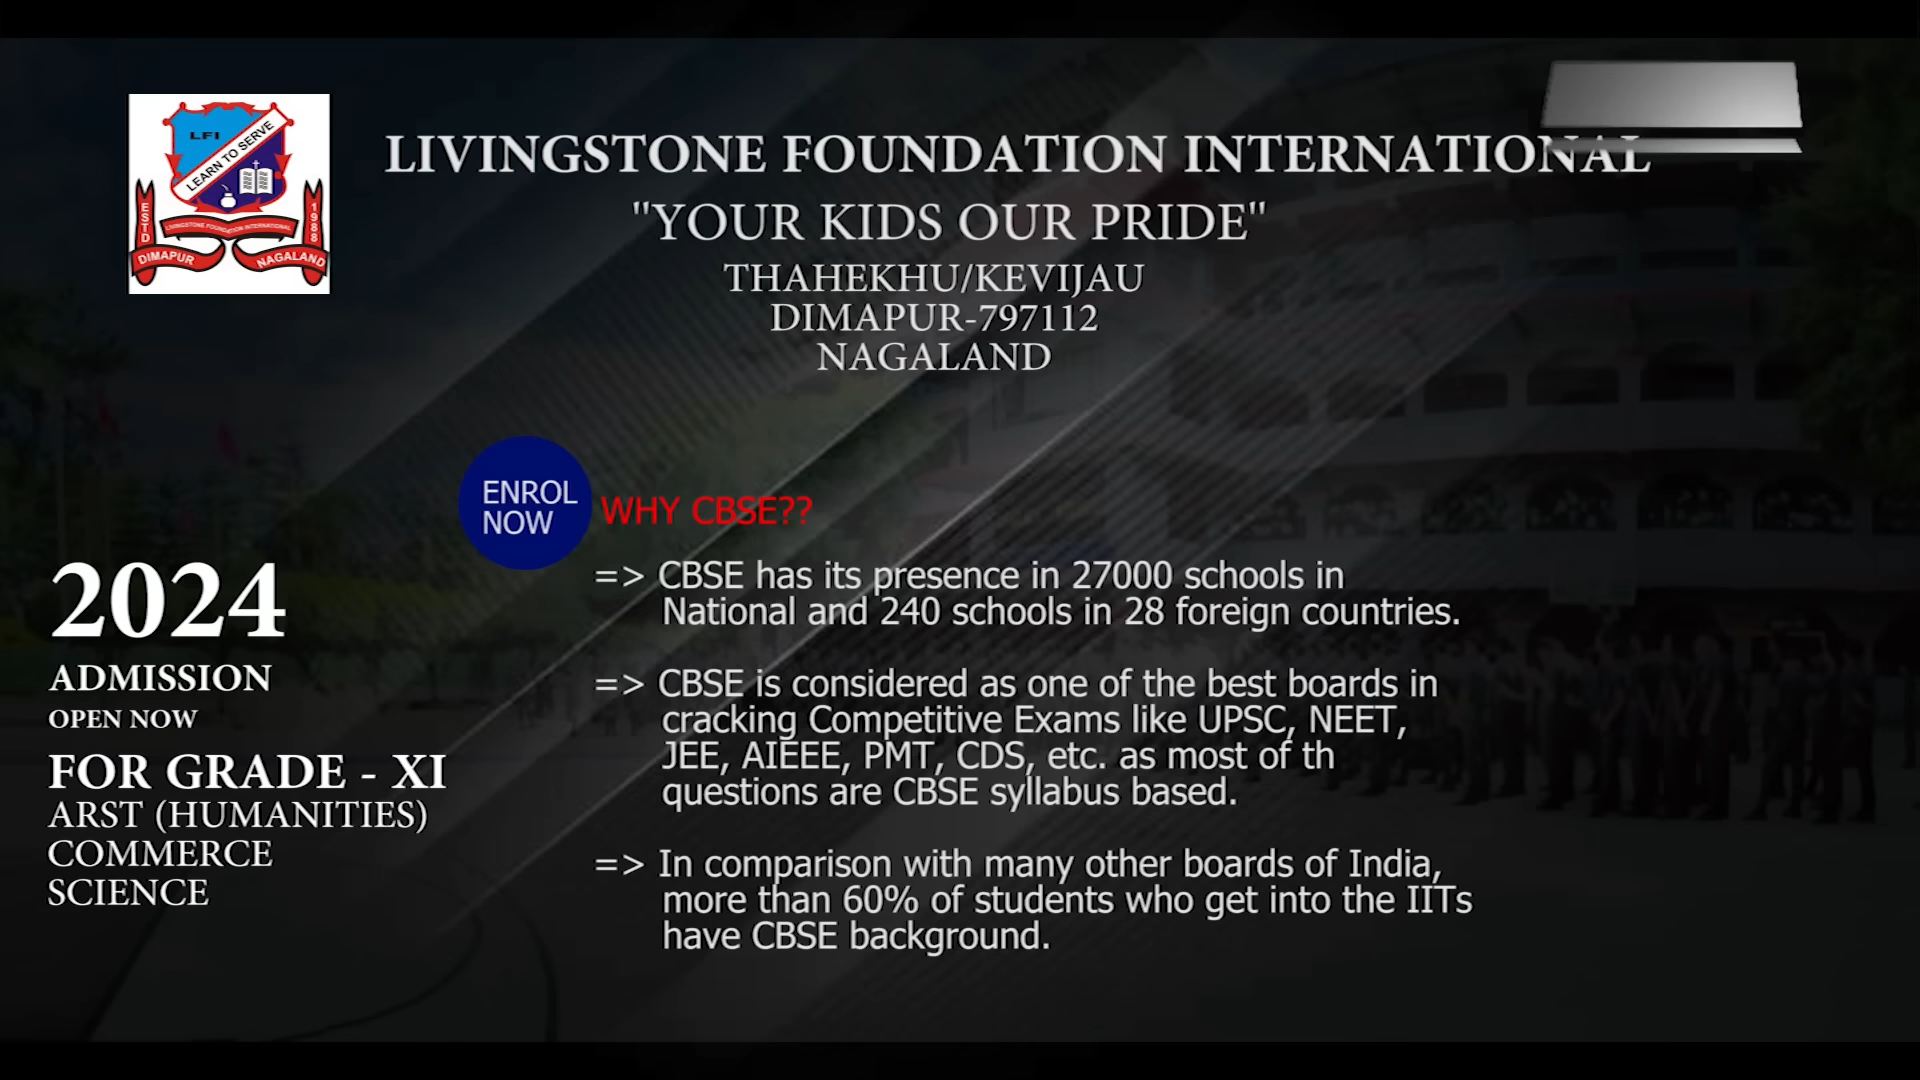 LFI
LEARN TO SERVE
ESTD
1988
LIVINGSTONE FOUNDATION INTERNATIONAL
DIMAPUR
NAGALAND
LIVINGSTONE FOUNDATION INTERNATIONAL
"YOUR KIDS OUR PRIDE"
THAHEKHU/KEVIJAU
DIMAPUR-797112
NAGALAND
ENROL
NOW
WHY CBSE??
=> CBSE has its presence in 27000 schools in
National and 240 schools in 28 foreign countries.
=> CBSE is considered as one of the best boards in
cracking Competitive Exams like UPSC, NEET,
JEE, AIEEE, PMT, CDS, etc. as most of th
questions are CBSE syllabus based.
=> In comparison with many other boards of India,
more than 60% of students who get into the IITs
have CBSE background.
2024
ADMISSION
OPEN NOW
FOR GRADE - XI
ARST (HUMANITIES)
COMMERCE
SCIENCE